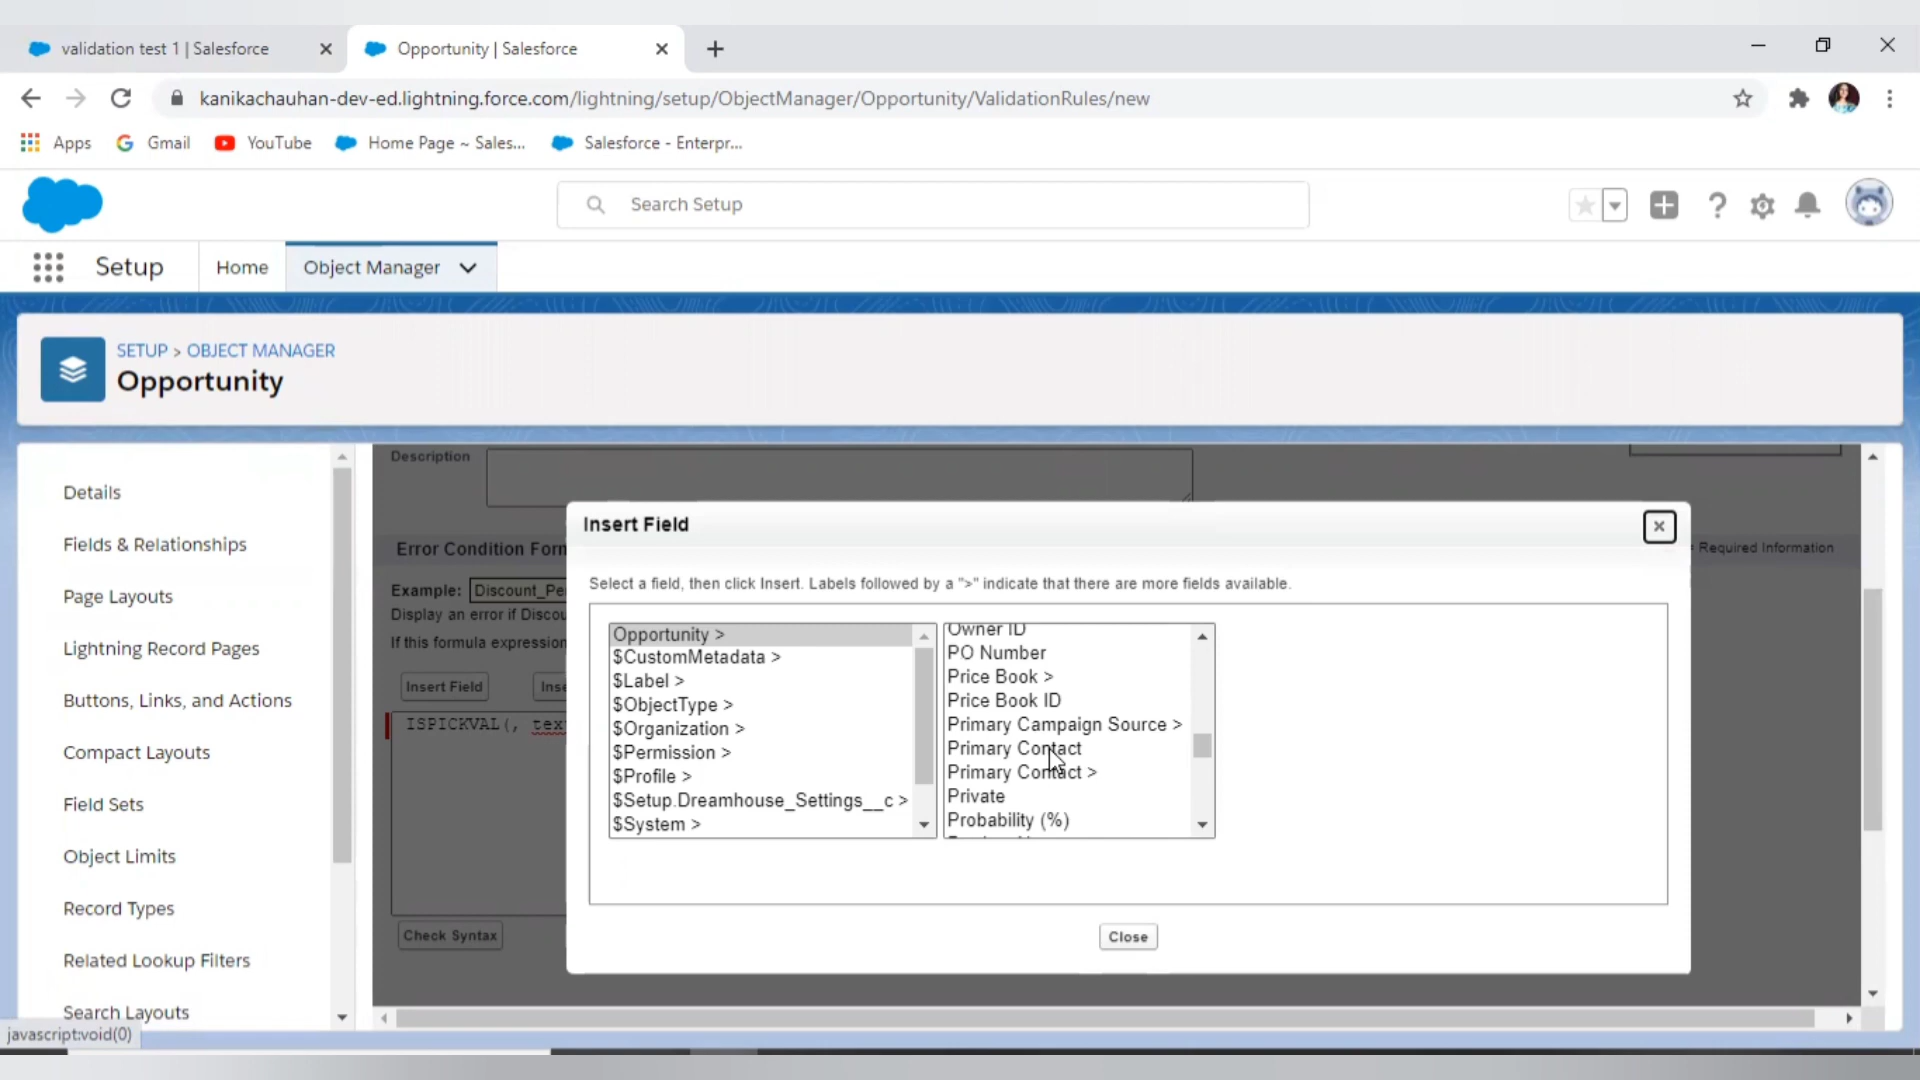 validation test 1 | Salesforce
Opportunity | Salesforce
kanikachauhan-dev-ed.lightning.force.com/lightning/setup/ObjectManager/Opportunity/ValidationRules/new
Apps
Gmail
YouTube
Home Page ~ Sales...
Salesforce - Enterpr...
Search Setup
Setup
Home
Object Manager
SETUP > OBJECT MANAGER
Opportunity
Details
Fields & Relationships
Page Layouts
Lightning Record Pages
Buttons, Links, and Actions
Compact Layouts
Field Sets
Object Limits
Record Types
Related Lookup Filters
Search Layouts
javascript:void(0)
Description
Error Condition Form
= Required Information
Example: Discount_Pe
Display an error if Discou
If this formula expression
Insert Field
Inse
ISPICKVAL(, tex
Check Syntax
Insert Field
Select a field, then click Insert. Labels followed by a ">" indicate that there are more fields available.
Opportunity >
$CustomMetadata >
$Label >
$ObjectType >
$Organization >
$Permission >
$Profile >
$Setup.Dreamhouse_Settings__c >
$System >
Owner ID
PO Number
Price Book >
Price Book ID
Primary Campaign Source >
Primary Contact
Primary Contact >
Private
Probability (%)
Close